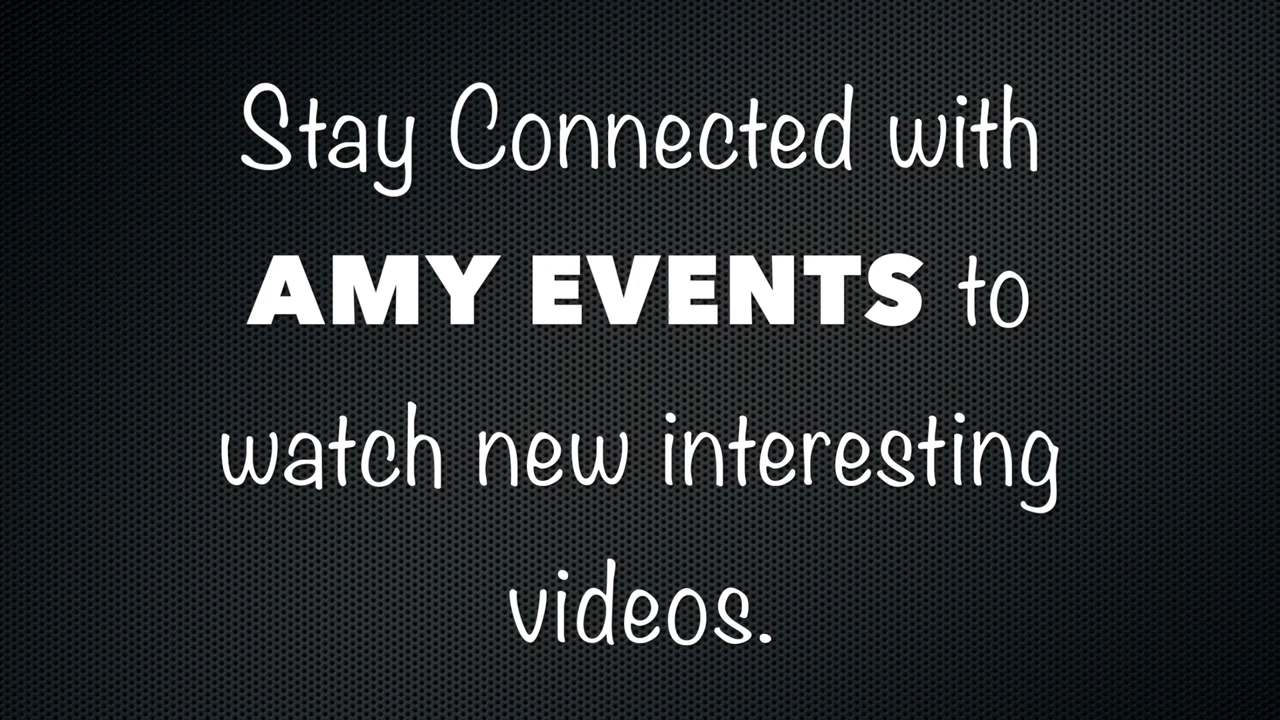 Stay Connected with
AMY EVENTS to
watch new interesting
videos.